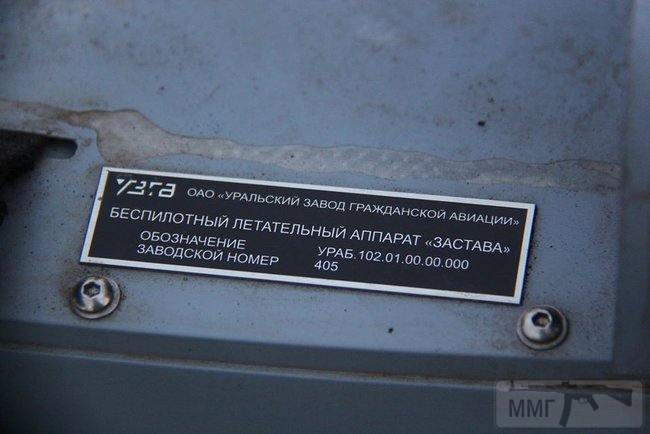 УЗГА ОАО «УРАЛЬСКИЙ ЗАВОД ГРАЖДАНСКОЙ АВИАЦИИ»
БЕСПИЛОТНЫЙ ЛЕТАТЕЛЬНЫЙ АППАРАТ «ЗАСТАВА»
ОБОЗНАЧЕНИЕ УРАБ.102.01.00.00.000
ЗАВОДСКОЙ НОМЕР 405
ММГ